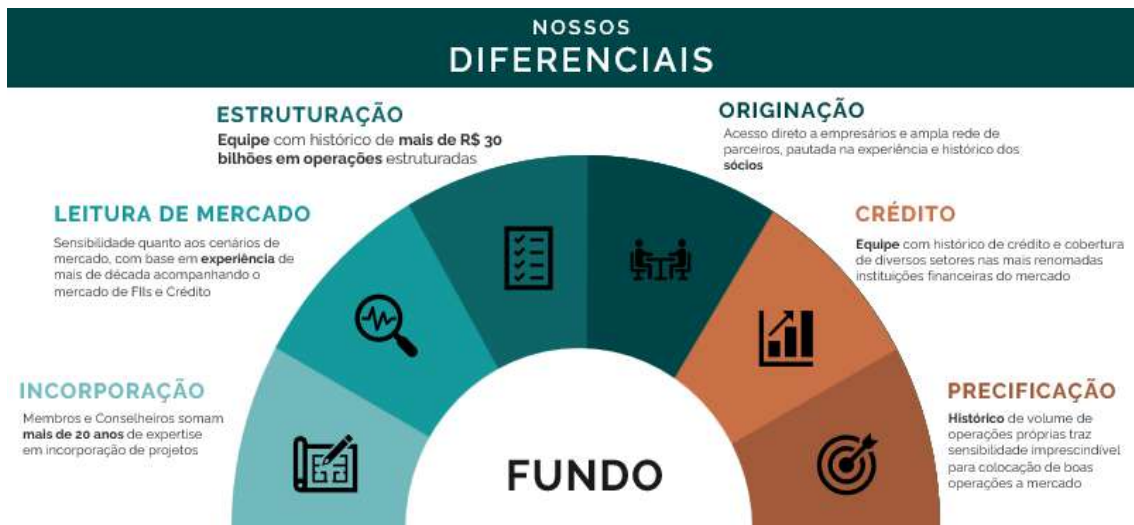 NOSSOS
DIFERENCIAIS
ESTRUTURAÇÃO
Equipe com histórico de mais de R$ 30
bilhões em operações estruturadas
ORIGINAÇÃO
Acesso direto a empresários e ampla rede de
parceiros, pautada na experiência e histórico dos
sócios
LEITURA DE MERCADO
Sensibilidade quanto aos cenários de
mercado, com base em experiência de
mais de década acompanhando o
mercado de FIIs e Crédito
CRÉDITO
Equipe com histórico de crédito e cobertura
de diversos setores nas mais renomadas
instituições financeiras do mercado
INCORPORAÇÃO
Membros e Conselheiros somam
mais de 20 anos de expertise
em incorporação de projetos
PRECIFICAÇÃO
Histórico de volume de
operações próprias traz
sensibilidade imprescindível
para colocação de boas
operações a mercado
FUNDO